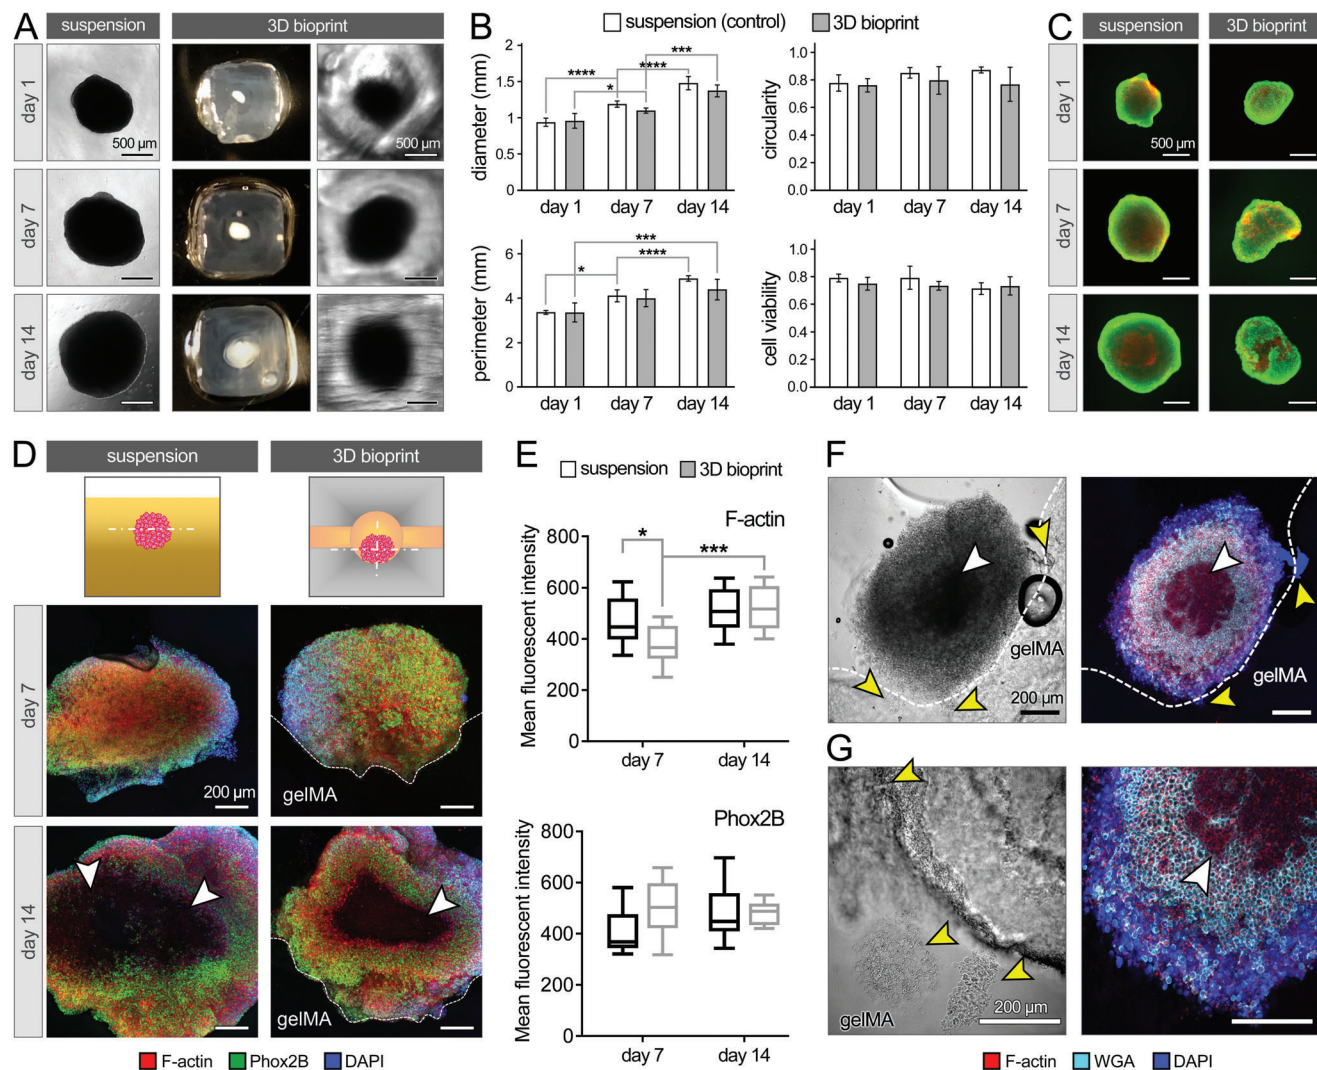 A
suspension
3D bioprint
day 1
500 µm
500 µm
day 7
day 14
B
suspension (control)
3D bioprint
diameter (mm)
2
1.5
1
0.5
0
****
****
***
*
day 1
day 7
day 14
circularity
1.0
0.8
0.6
0.4
0.2
0.0
day 1
day 7
day 14
perimeter (mm)
6
4
2
0
***
*
****
day 1
day 7
day 14
cell viability
1.0
0.8
0.6
0.4
0.2
0.0
day 1
day 7
day 14
C
suspension
3D bioprint
day 1
500 µm
day 7
day 14
D
suspension
3D bioprint
day 7
200 µm
gelMA
day 14
gelMA
F-actin
Phox2B
DAPI
E
suspension
3D bioprint
F-actin
Mean fluorescent intensity
800
600
400
200
0
*
***
day 7
day 14
Phox2B
Mean fluorescent intensity
800
600
400
200
0
day 7
day 14
F
gelMA
200 µm
gelMA
G
gelMA
200 µm
F-actin
WGA
DAPI